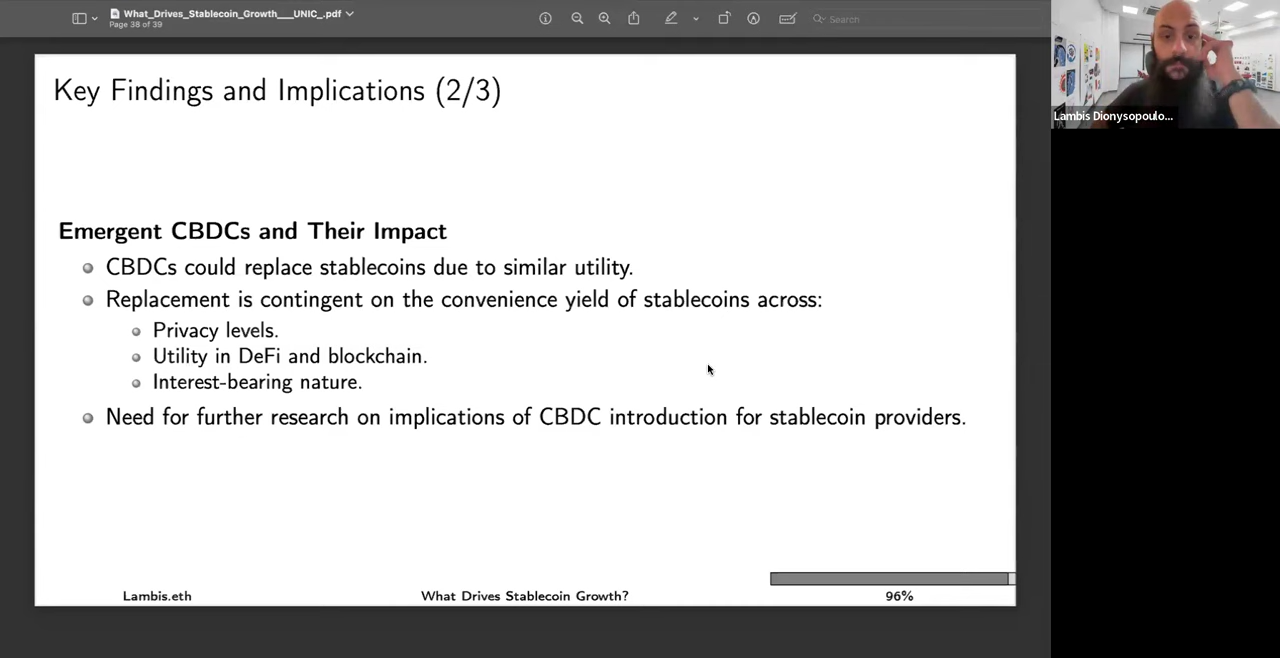 What_Drives_Stablecoin_Growth___UNIC_.pdf
Page 38 of 39
Search
Key Findings and Implications (2/3)
Lambis Dionysopoulo...
Emergent CBDCs and Their Impact
CBDCs could replace stablecoins due to similar utility.
Replacement is contingent on the convenience yield of stablecoins across:
Privacy levels.
Utility in DeFi and blockchain.
Interest-bearing nature.
Need for further research on implications of CBDC introduction for stablecoin providers.
Lambis.eth
What Drives Stablecoin Growth?
96%